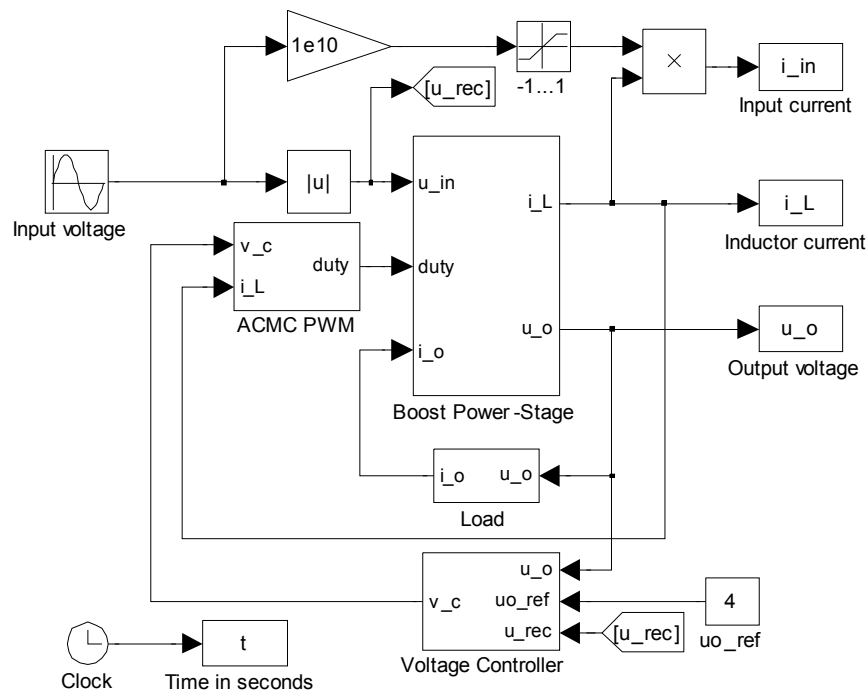 1e10
-1...1
×
i_in
Input current
[u_rec]
|u|
Input voltage
u_in
duty
i_o
i_L
u_o
Boost Power -Stage
i_L
Inductor current
v_c
i_L
duty
ACMC PWM
u_o
Output voltage
i_o
u_o
Load
v_c
u_o
uo_ref
u_rec
Voltage Controller
4
uo_ref
[u_rec]
Clock
t
Time in seconds